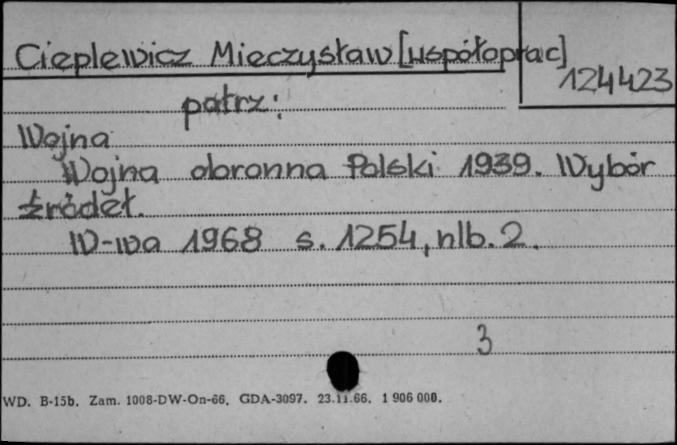 Cieplewicz Mieczysław [współoprac]
124423
patrz:
Wojna
Wojna obronna Polski 1939. Wybór
źródeł.
W-wa 1968 s. 1254, nlb. 2.
3
WD. B-15b. Zam. 1008-DW-On-66. GDA-3097. 23.11.66. 1 906 000.